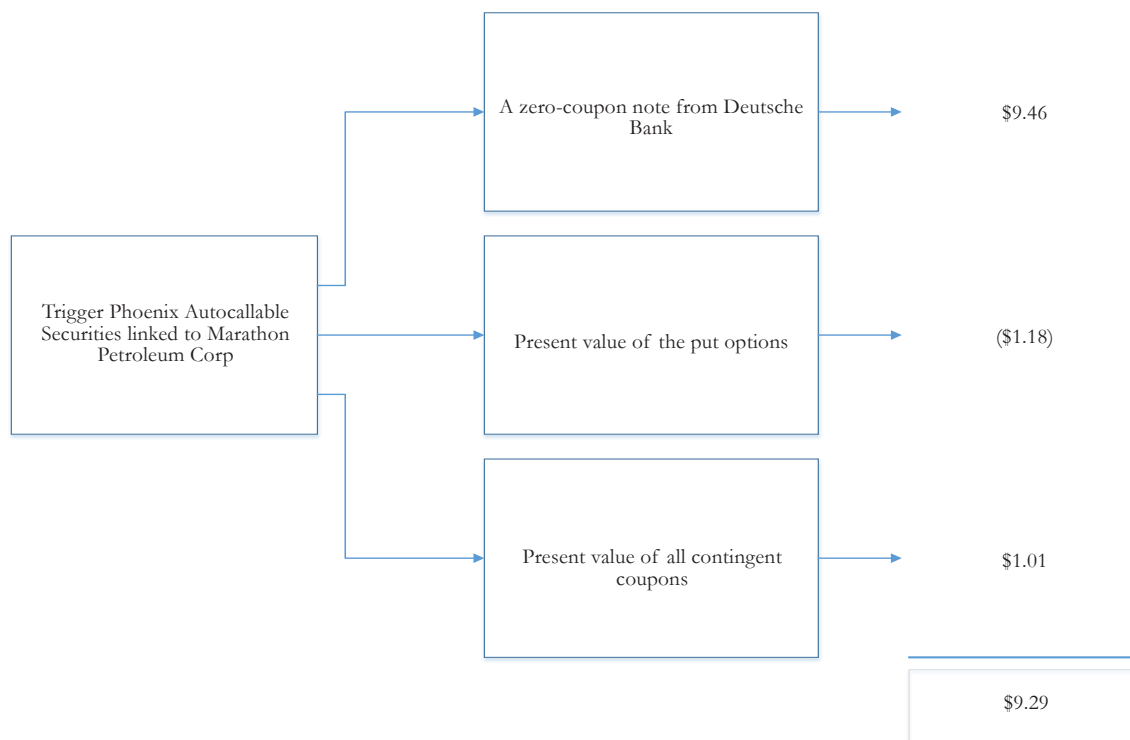 A zero-coupon note from Deutsche
Bank
$9.46
Trigger Phoenix Autocallable
Securities linked to Marathon
Petroleum Corp
Present value of the put options
($1.18)
Present value of all contingent
coupons
$1.01
$9.29